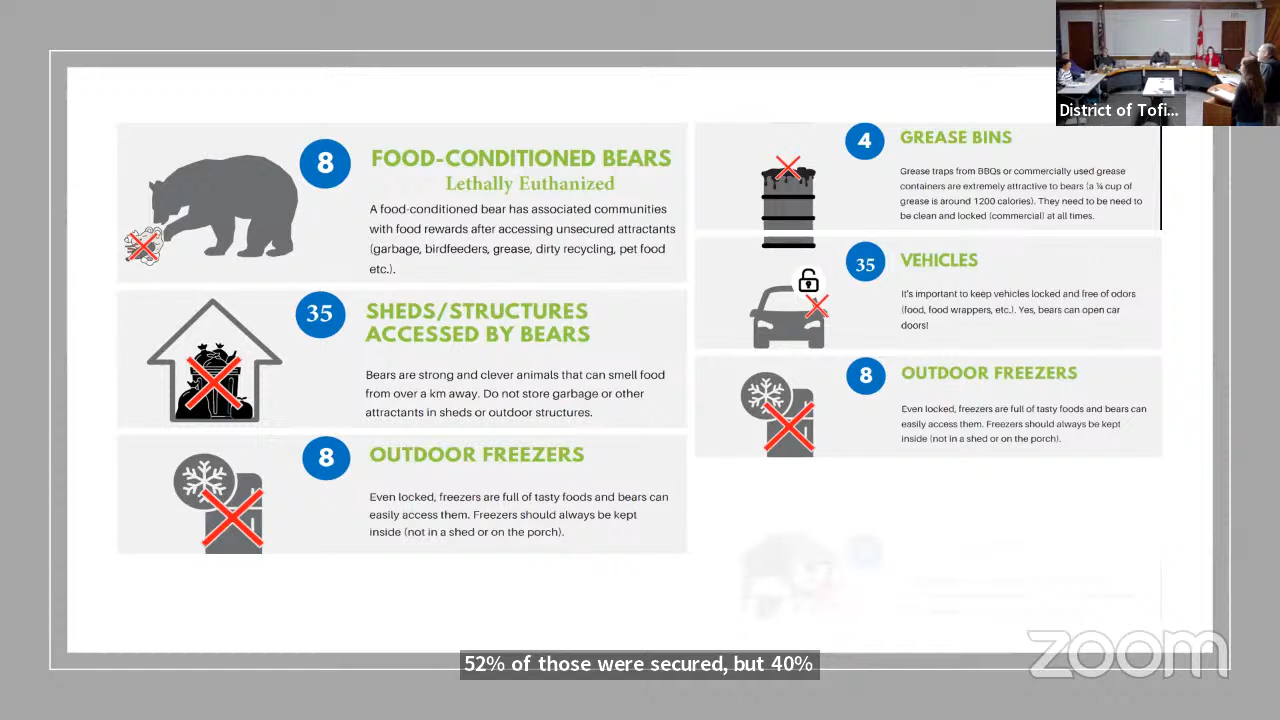 District of Tofi...
8
FOOD-CONDITIONED BEARS
Lethally Euthanized
A food-conditioned bear has associated communities
with food rewards after accessing unsecured attractants
(garbage, birdfeeders, grease, dirty recycling, pet food
etc.).
35
SHEDS/STRUCTURES
ACCESSED BY BEARS
Bears are strong and clever animals that can smell food
from over a km away. Do not store garbage or other
attractants in sheds or outdoor structures.
8
OUTDOOR FREEZERS
Even locked, freezers are full of tasty foods and bears can
easily access them. Freezers should always be kept
inside (not in a shed or on the porch).
4
GREASE BINS
Grease traps from BBQs or commercially used grease
containers are extremely attractive to bears (a ¼ cup of
grease is around 1200 calories). They need to be need to
be clean and locked (commercial) at all times.
35
VEHICLES
It's important to keep vehicles locked and free of odors
(food, food wrappers, etc.). Yes, bears can open car
doors!
8
OUTDOOR FREEZERS
Even locked, freezers are full of tasty foods and bears can
easily access them. Freezers should always be kept
inside (not in a shed or on the porch).
52% of those were secured, but 40%
zoom